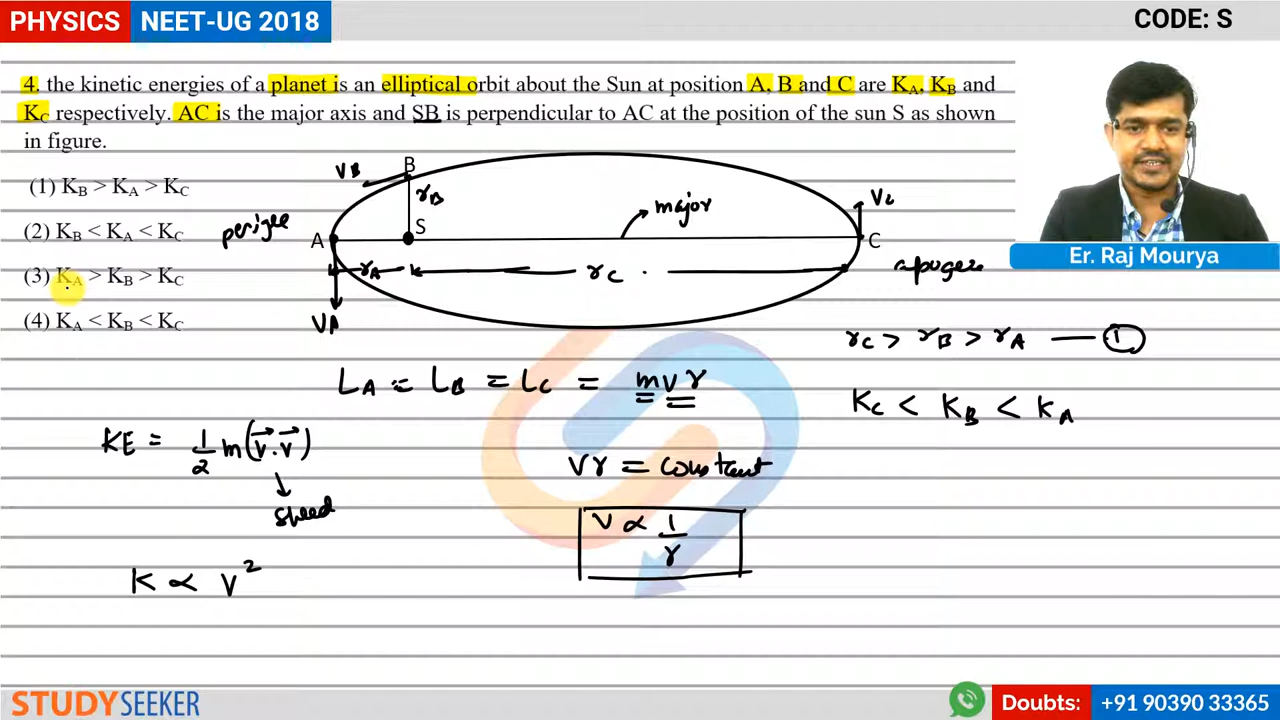 PHYSICS NEET-UG 2018
CODE: S
4. the kinetic energies of a planet is an elliptical orbit about the Sun at position A, B and C are KA, KB and
KC respectively. AC is the major axis and SB is perpendicular to AC at the position of the sun S as shown
in figure.
(1) KB > KA > KC
(2) KB < KA < KC
(3) KA > KB > KC
(4) KA < KB < KC
VB
B
rB
S
A
perigee
rA
VA
major
rC
VC
C
apogee
Er. Raj Mourya
rC > rB > rA — ①
LA = LB = LC = mvr
KC < KB < KA
KE = 1/2 m(v⃗.v⃗)
speed
vr = constant
v ∝ 1/r
K ∝ v²
STUDY SEEKER
Doubts: +91 90390 33365